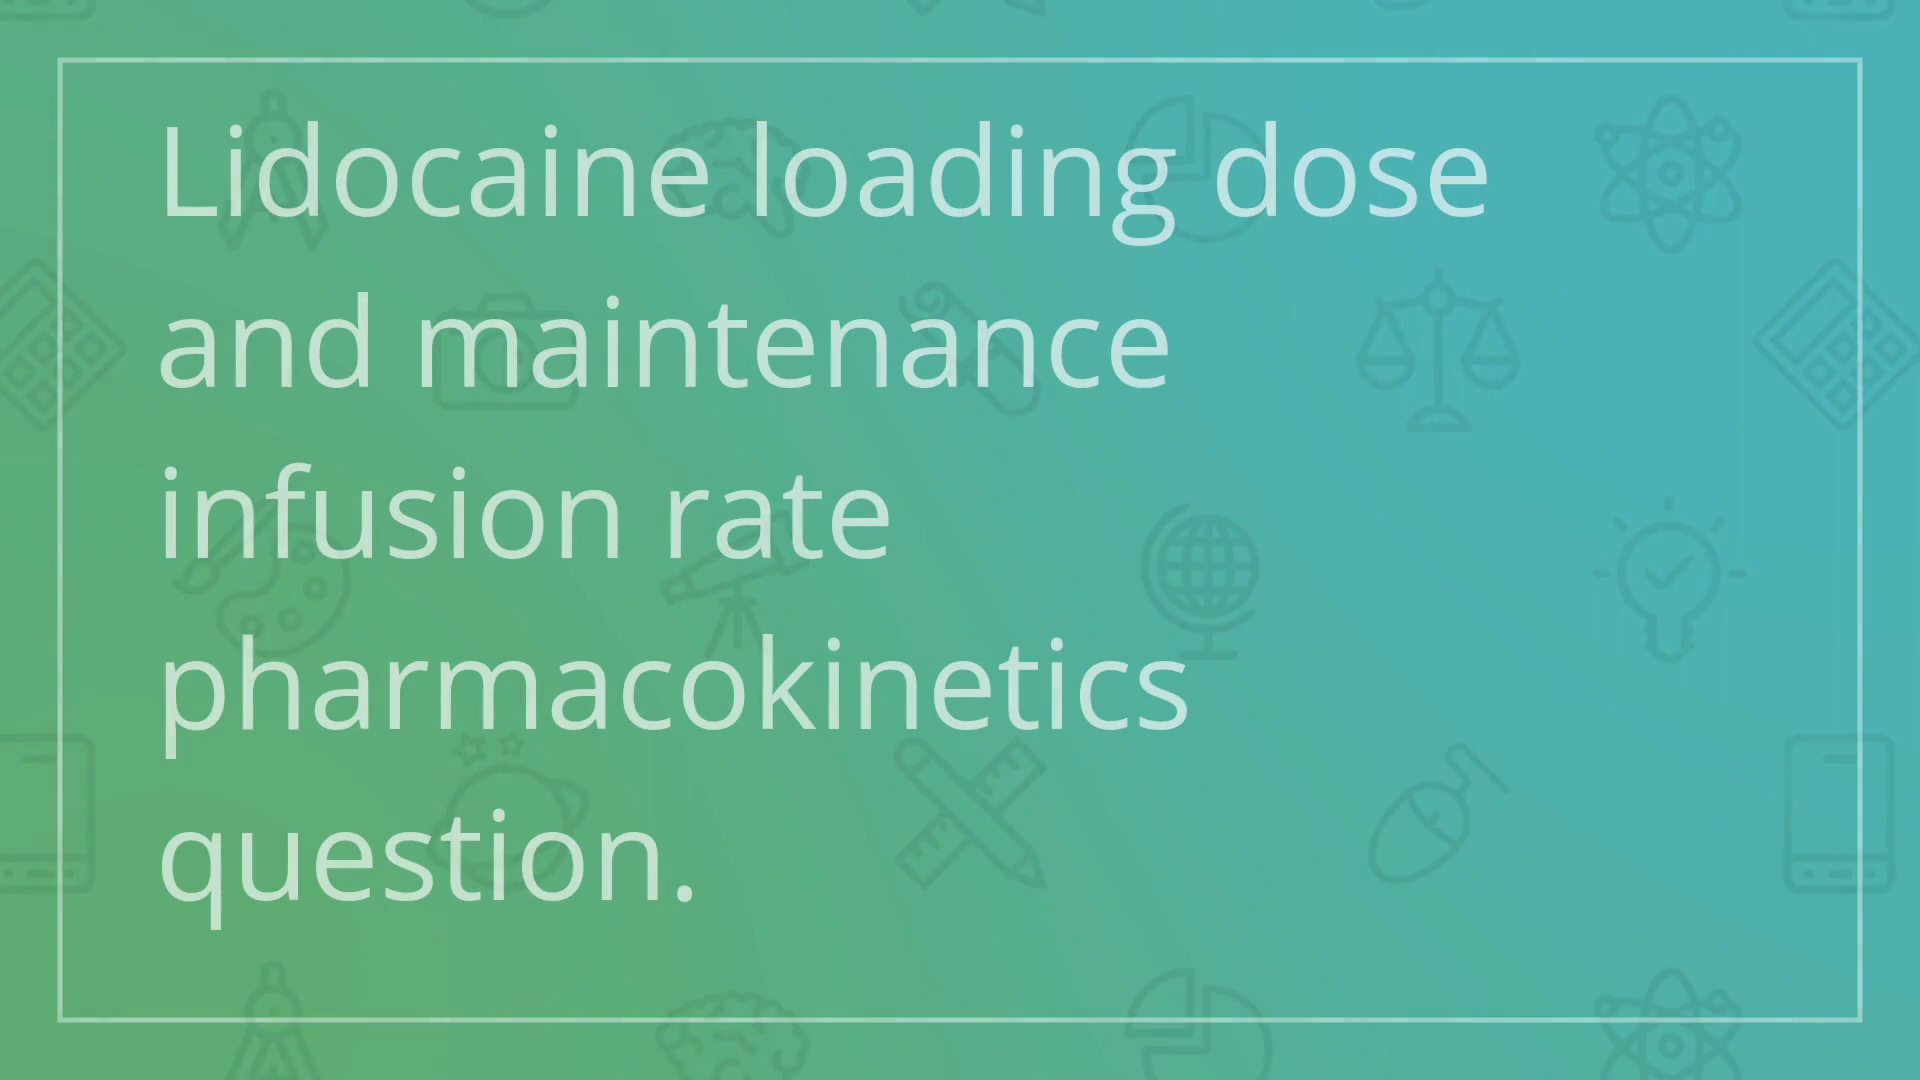 Lidocaine loading dose
and maintenance
infusion rate
pharmacokinetics
question.